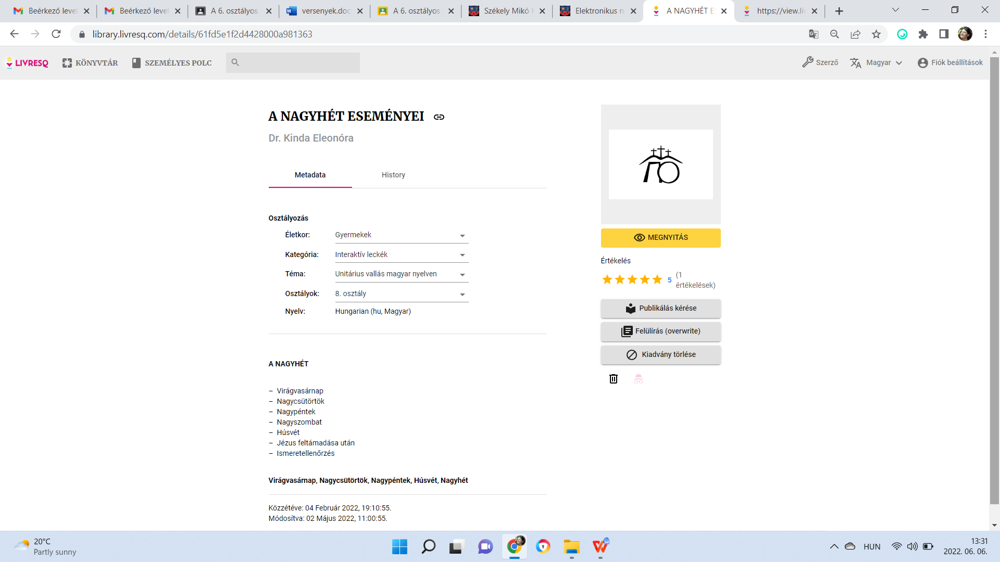 Beérkező level
Beérkező level
A 6. osztályos
versenyek.doc
A 6. osztályos
Székely Mikó
Elektronikus n
A NAGYHÉT E
https://view.liv
library.livresq.com/details/61fd5e1f2d4428000a981363
LIVRESQ
KÖNYVTÁR
SZEMÉLYES POLC
Szerző
Magyar
Fiók beállítások
A NAGYHÉT ESEMÉNYEI
Dr. Kinda Eleonóra
Metadata
History
Osztályozás
Életkor: Gyermekek
Kategória: Interaktív leckék
Téma: Unitárius vallás magyar nyelven
Osztályok: 8. osztály
Nyelv: Hungarian (hu, Magyar)
A NAGYHÉT
– Virágvasárnap
– Nagycsütörtök
– Nagypéntek
– Nagyszombat
– Húsvét
– Jézus feltámadása után
– Ismeretellenőrzés
Virágvasárnap, Nagycsütörtök, Nagypéntek, Húsvét, Nagyhét
Közzétéve: 04 Február 2022, 19:10:55.
Módosítva: 02 Május 2022, 11:00:55.
MEGNYITÁS
Értékelés
5 (1
értékelések)
Publikálás kérése
Felülírás (overwrite)
Kiadvány törlése
20°C
Partly sunny
HUN
13:31
2022. 06. 06.